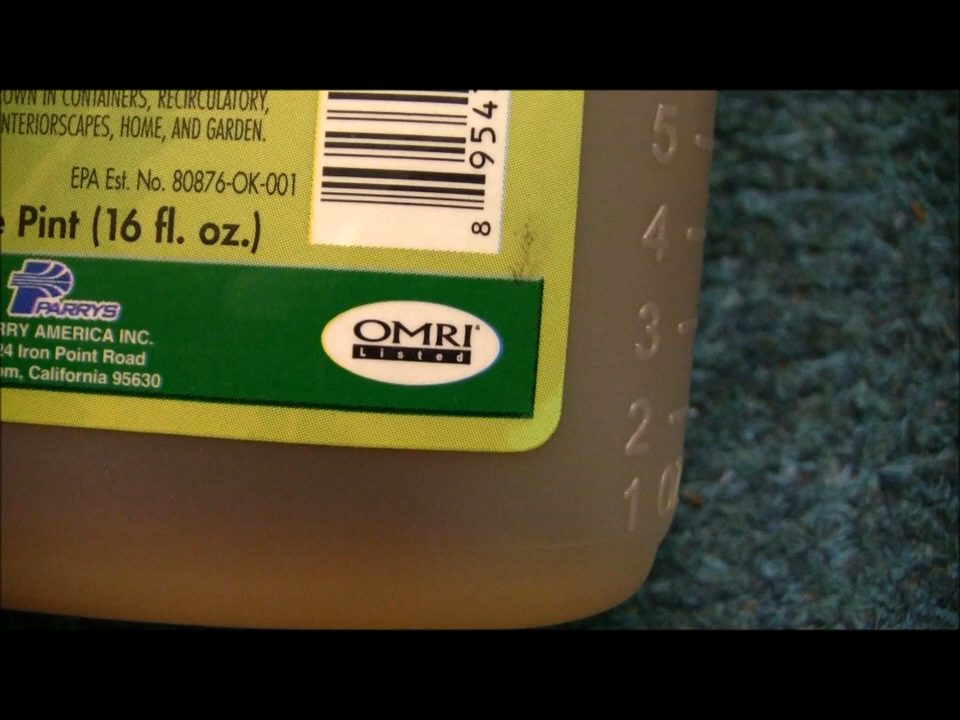 OWN IN CONTAINERS, RECIRCULATORY,
NTERIORSCAPES, HOME, AND GARDEN.
EPA Est. No. 80876-OK-001
e Pint (16 fl. oz.)
8 954
PARRYS
RRY AMERICA INC.
24 Iron Point Road
om, California 95630
OMRI
Listed
5
4
3
2
1 OZ